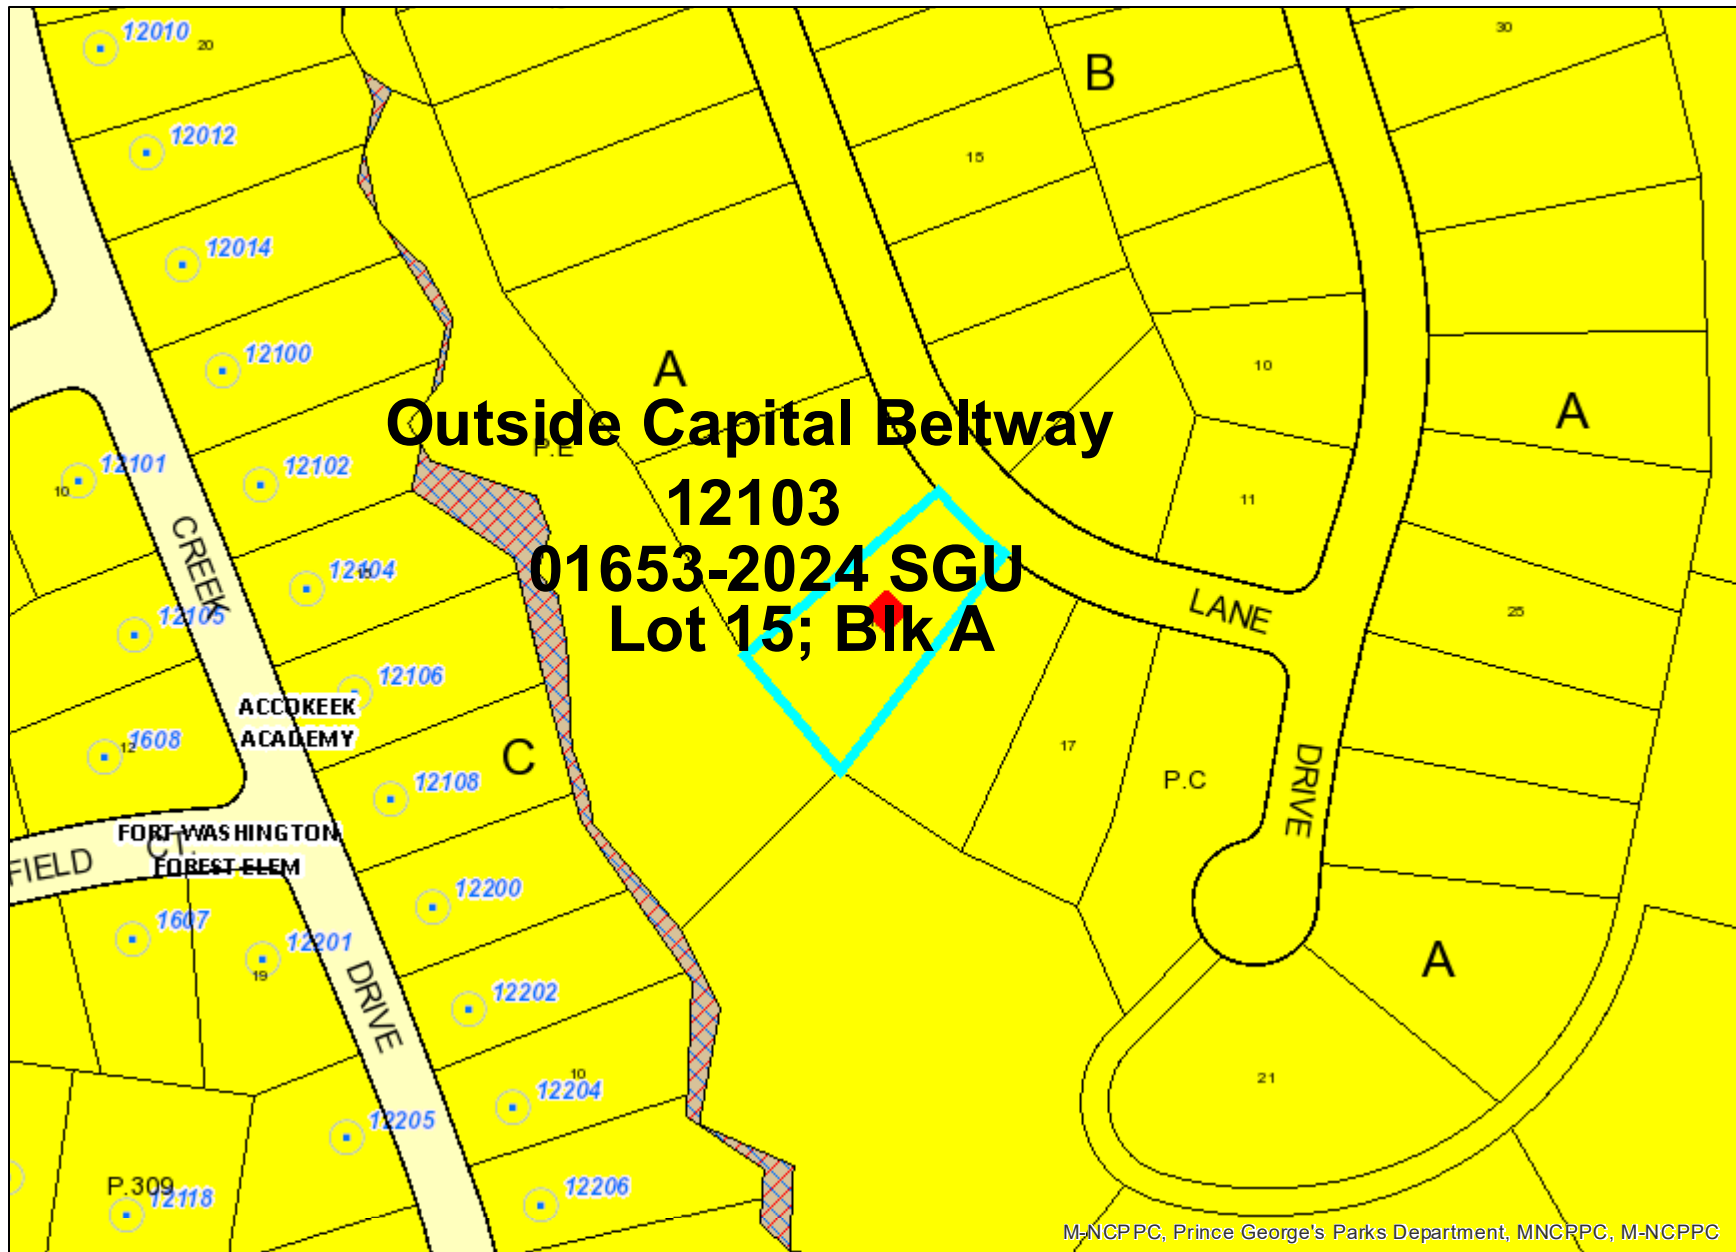 12010
20
30
B
12012
15
12014
12100
A
10
A
Outside Capital Beltway
P.E
12101
10
12102
12103
11
CREEK
12104
01653-2024 SGU
LANE
25
12105
Lot 15; Blk A
12106
ACCOKEEK
ACADEMY
1608
12
C
17
P.C
DRIVE
12108
FORT WASHINGTON
FOREST ELEM
FIELD CT.
12200
1607
12201
19
A
DRIVE
12202
10
12204
21
12205
P.309
12118
12206
M-NCPPC, Prince George's Parks Department, MNCPPC, M-NCPPC